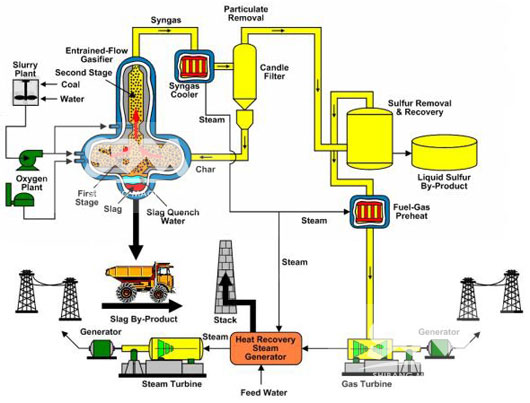 Particulate
Removal
Syngas
Entrained-Flow
Gasifier
Slurry
Plant
Second Stage
Coal
Water
Syngas
Cooler
Candle
Filter
Steam
Sulfur Removal
& Recovery
Char
Oxygen
Plant
First
Stage
Slag
Slag Quench
Water
Liquid Sulfur
By-Product
Fuel-Gas
Preheat
Steam
Steam
Slag By-Product
Stack
Generator
Steam
Heat Recovery
Steam
Generator
Generator
Steam Turbine
Gas Turbine
Feed Water